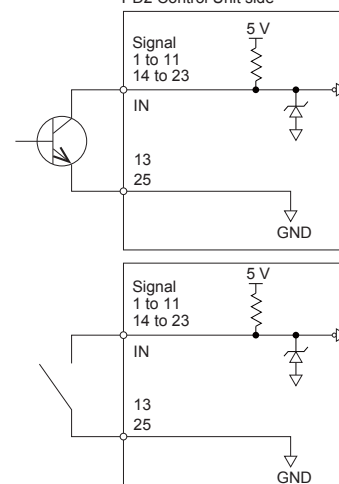 PD2 Control Unit side
5 V
Signal
1 to 11
14 to 23
IN
13
25
GND
5 V
Signal
1 to 11
14 to 23
IN
13
25
GND